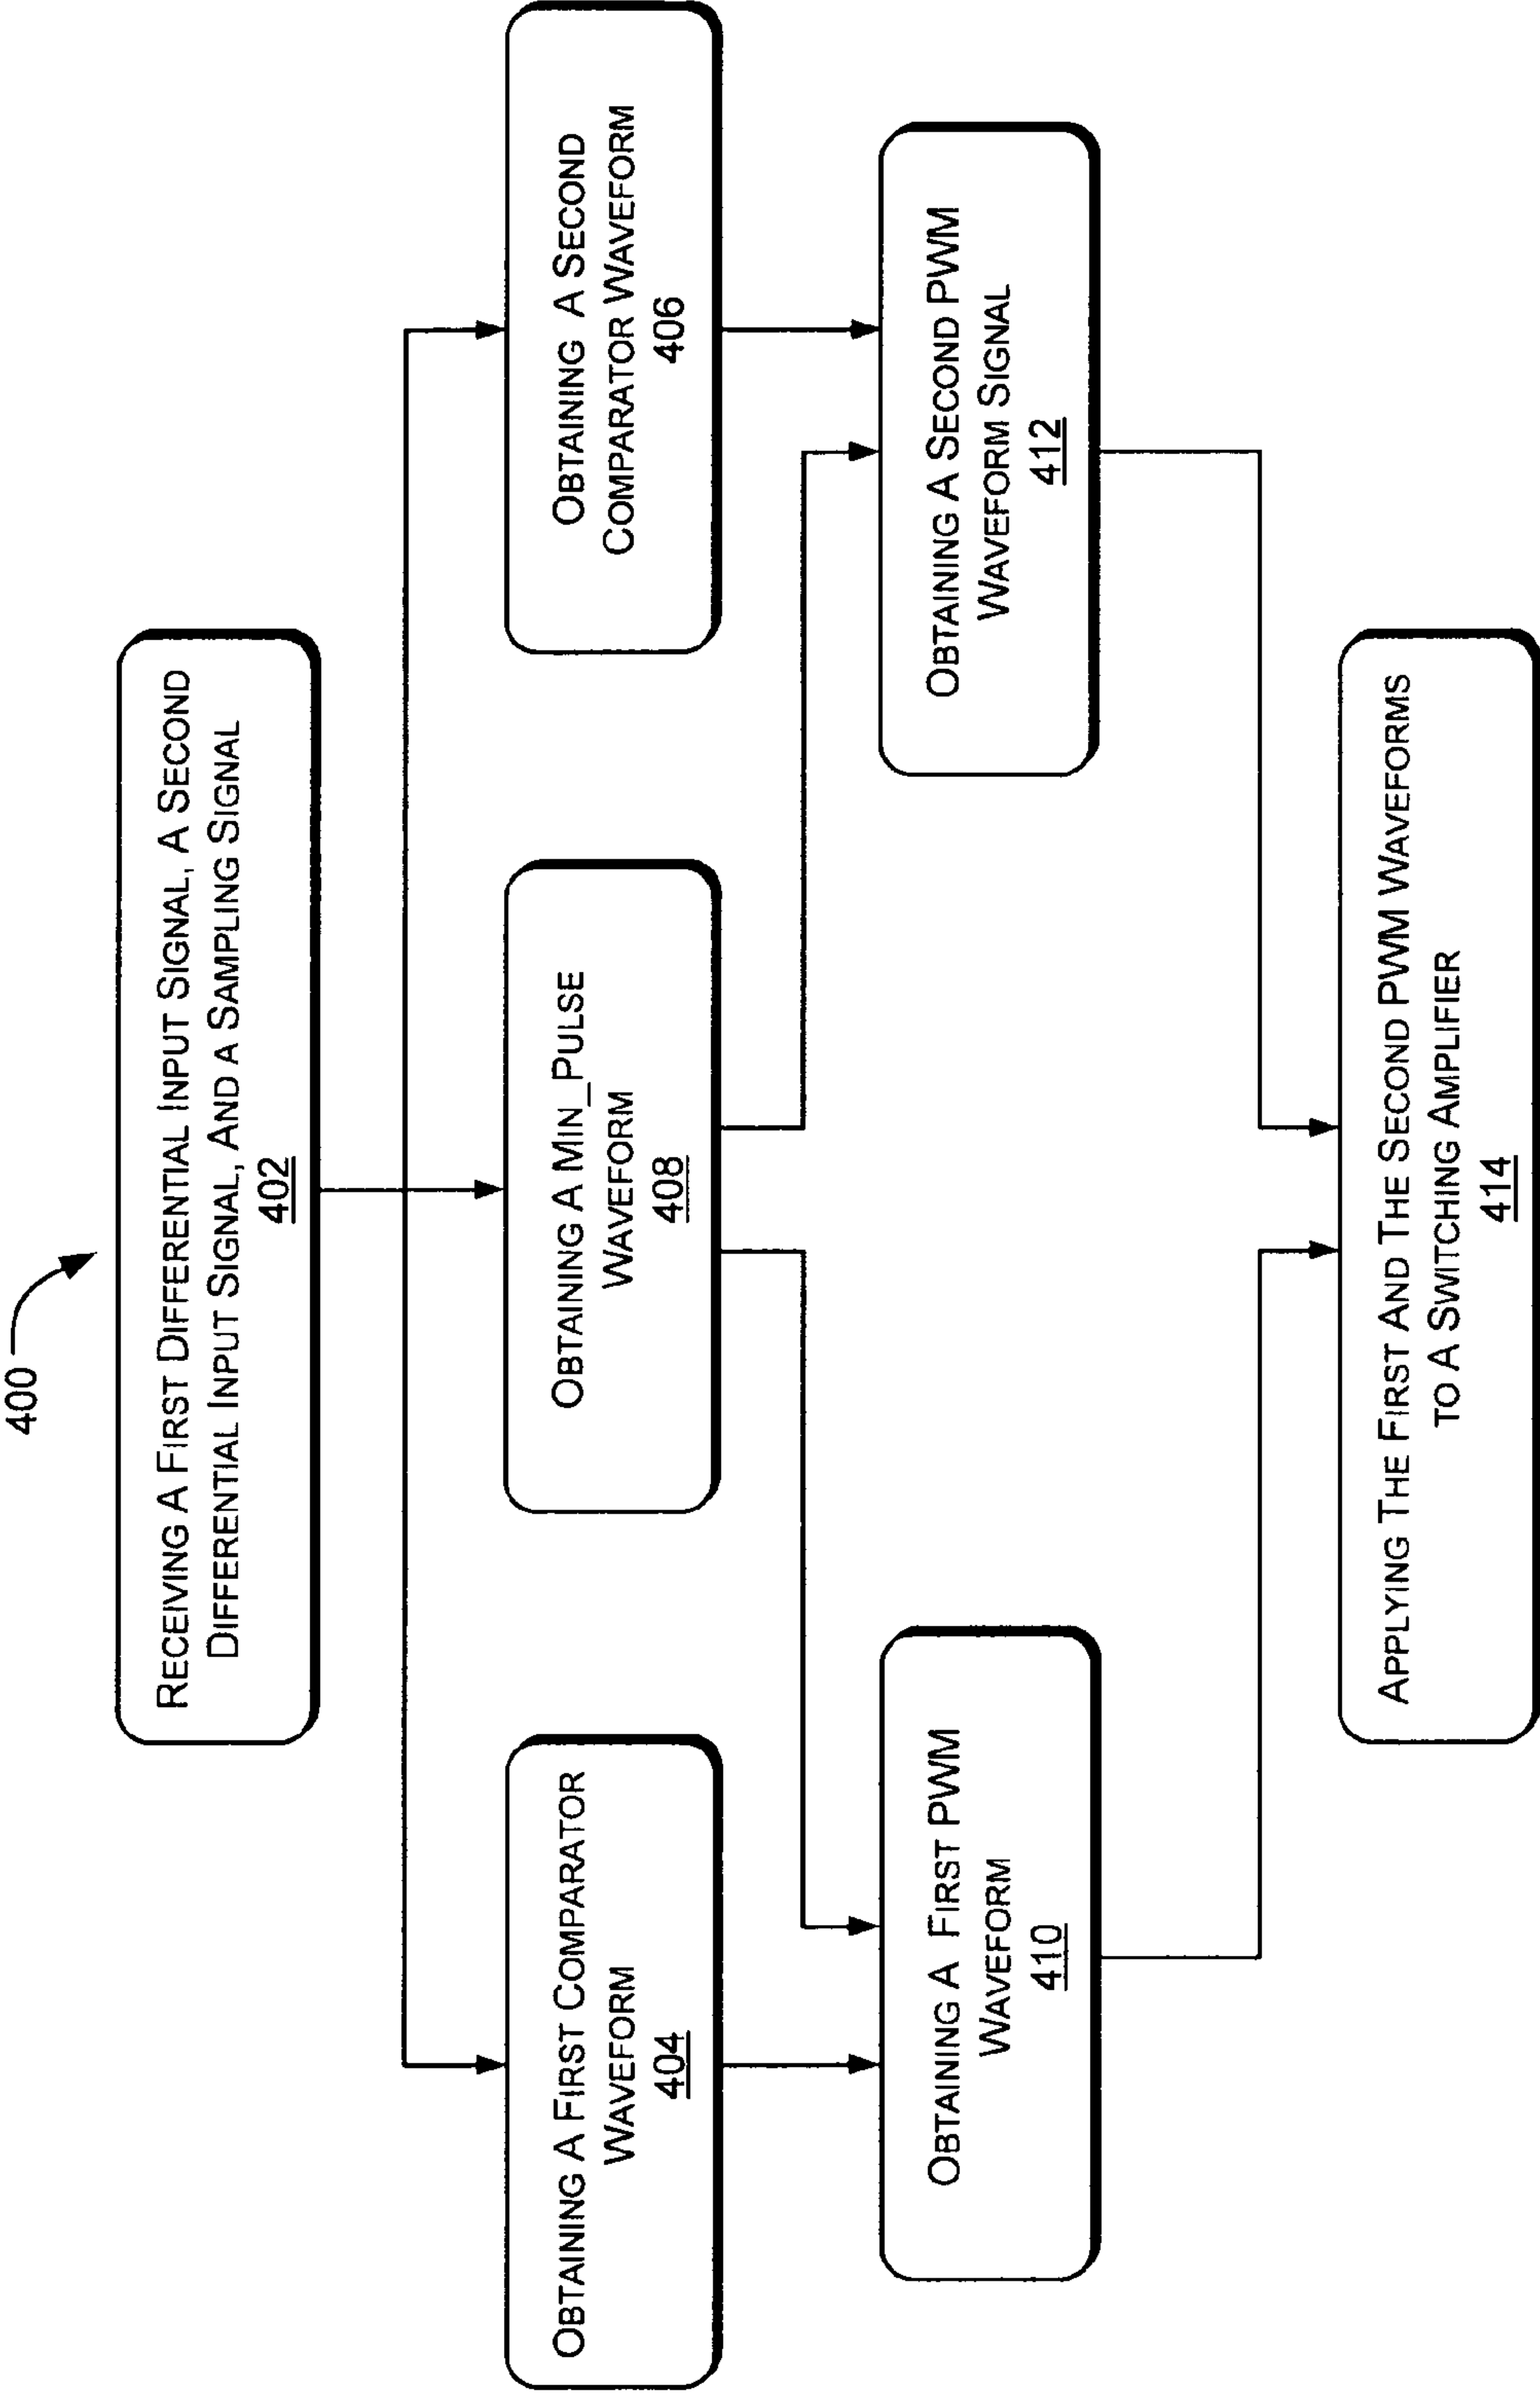 400
RECEIVING A FIRST DIFFERENTIAL INPUT SIGNAL, A SECOND
DIFFERENTIAL INPUT SIGNAL, AND A SAMPLING SIGNAL
402
OBTAINING A FIRST COMPARATOR
WAVEFORM
404
OBTAINING A MIN_PULSE
WAVEFORM
408
OBTAINING A SECOND
COMPARATOR WAVEFORM
406
OBTAINING A FIRST PWM
WAVEFORM
410
OBTAINING A SECOND PWM
WAVEFORM SIGNAL
412
APPLYING THE FIRST AND THE SECOND PWM WAVEFORMS
TO A SWITCHING AMPLIFIER
414